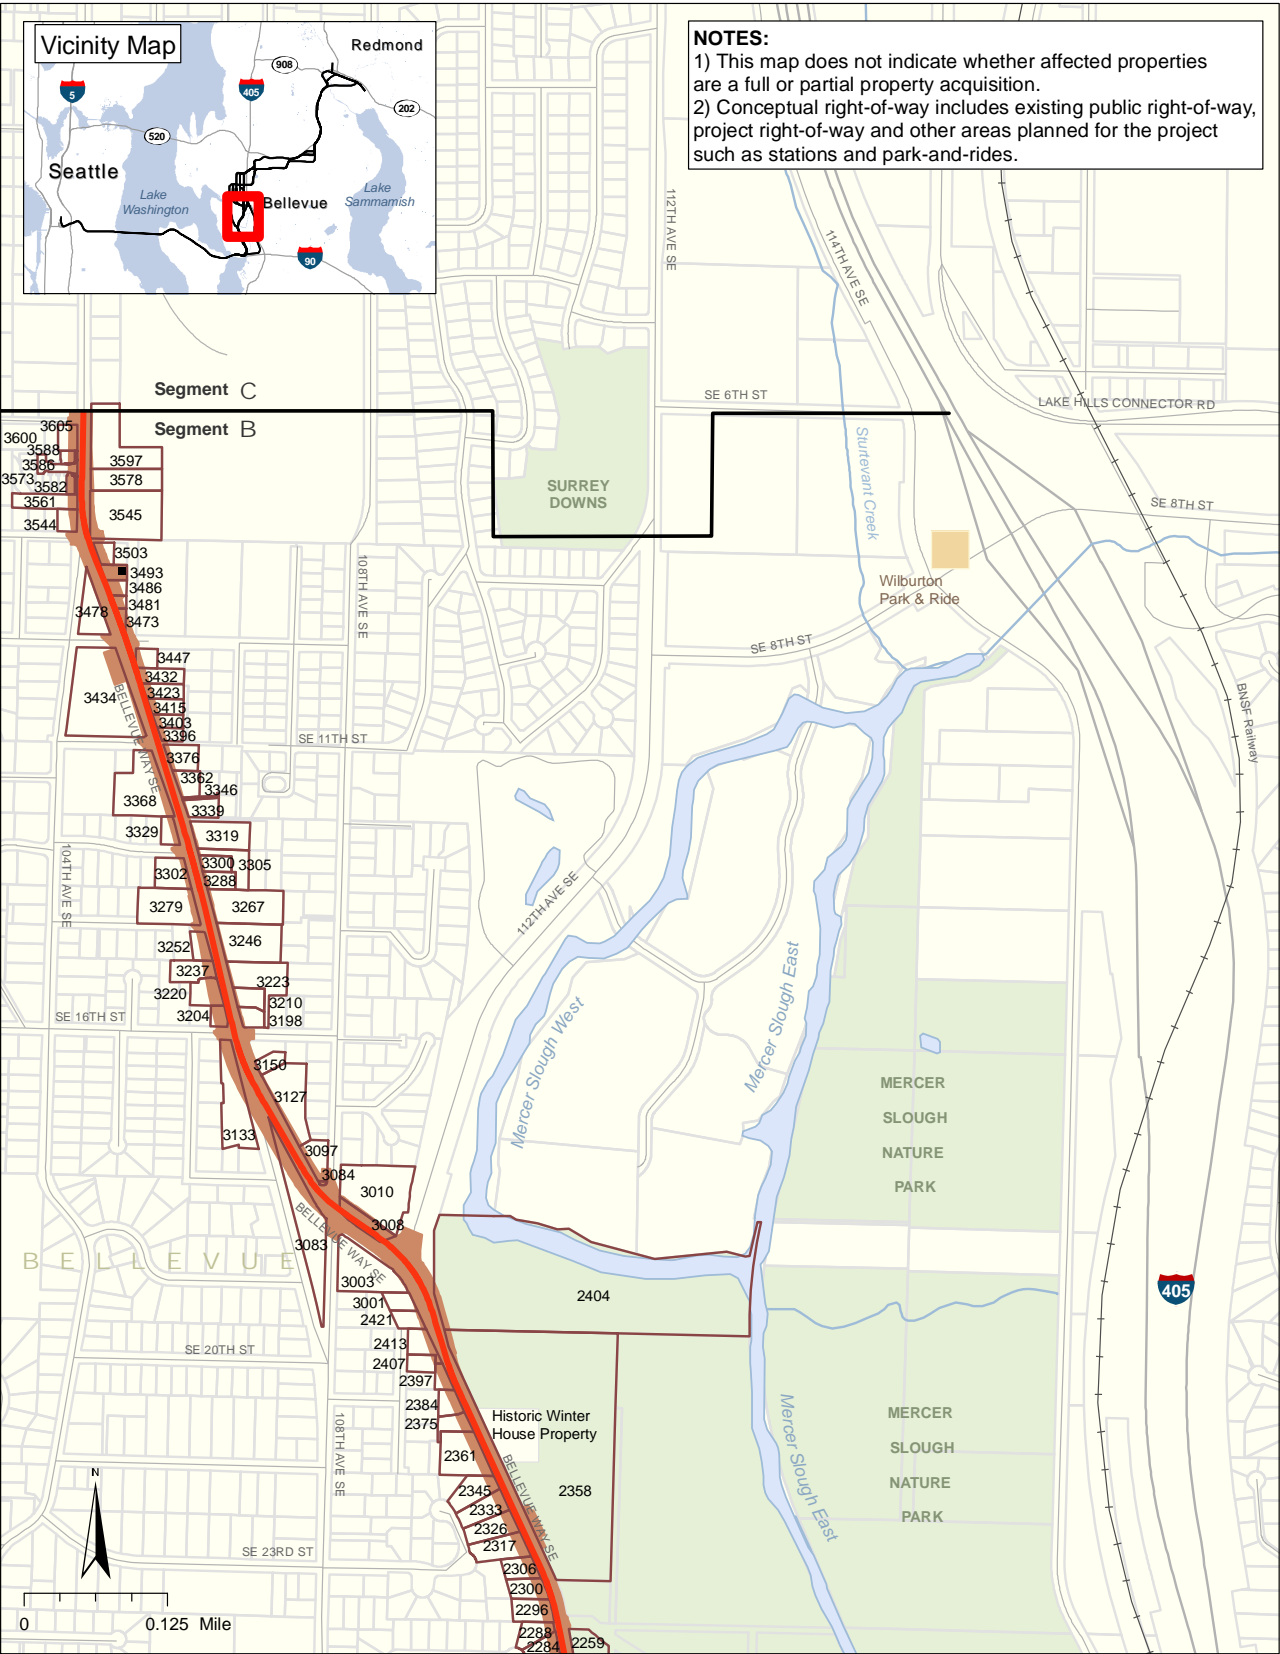 Vicinity Map
Redmond
908
405
5
202
520
Seattle
Lake
Washington
Bellevue
Lake
Sammamish
90
NOTES:
1) This map does not indicate whether affected properties
are a full or partial property acquisition.
2) Conceptual right-of-way includes existing public right-of-way,
project right-of-way and other areas planned for the project
such as stations and park-and-rides.
112TH AVE SE
114TH AVE SE
Segment C
Segment B
SE 6TH ST
LAKE HILLS CONNECTOR RD
3605
3600
3588
3586
3573
3582
3561
3544
3597
3578
3545
SURREY
DOWNS
Sturtevant Creek
SE 8TH ST
Wilburton
Park & Ride
SE 8TH ST
BNSF Railway
108TH AVE SE
3503
3493
3486
3481
3473
3478
3447
3432
3423
3415
3403
3396
3434
BELLEVUE WAY SE
SE 11TH ST
3376
3362
3346
3339
3368
3329
3319
3300
3305
3302
3288
3279
3267
104TH AVE SE
112TH AVE SE
3252
3246
3237
3223
3220
3210
3204
3198
SE 16TH ST
Mercer Slough West
Mercer Slough East
3150
3127
3133
3097
3084
3010
3008
3083
BELLEVUE WAY SE
BELLEVUE
3003
3001
2421
2404
MERCER
SLOUGH
NATURE
PARK
405
SE 20TH ST
2413
2407
2397
2384
2375
2361
Historic Winter
House Property
2358
108TH AVE SE
BELLEVUE WAY SE
Mercer Slough East
MERCER
SLOUGH
NATURE
PARK
2345
2333
2326
2317
2306
2300
2296
2288
2284
2259
SE 23RD ST
N
0 0.125 Mile